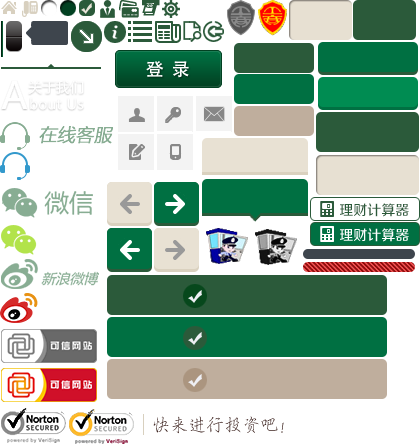 登 录
A 关于我们
About Us
在线客服
微信
理财计算器
理财计算器
新浪微博
可信网站
可信网站
Norton
SECURED
powered by VeriSign
Norton
SECURED
powered by VeriSign
快来进行投资吧!